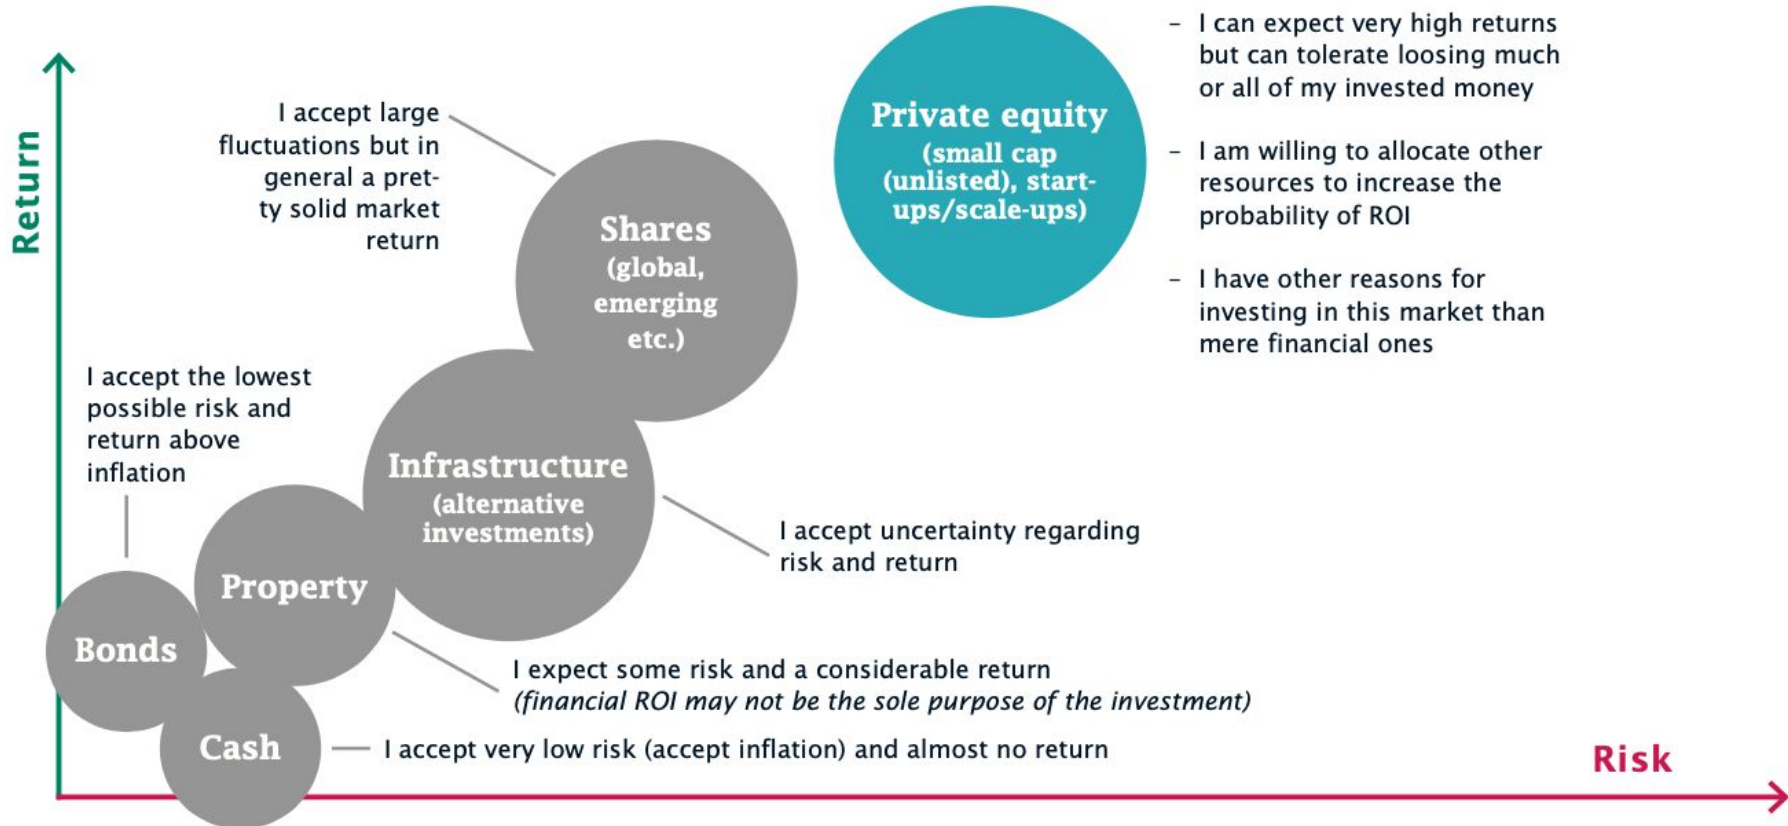 Return
I accept large
fluctuations but in
general a pret-
ty solid market
return
Shares
(global,
emerging
etc.)
Private equity
(small cap
(unlisted), start-
ups/scale-ups)
– I can expect very high returns
but can tolerate loosing much
or all of my invested money
– I am willing to allocate other
resources to increase the
probability of ROI
– I have other reasons for
investing in this market than
mere financial ones
I accept the lowest
possible risk and
return above
inflation
Infrastructure
(alternative
investments)
I accept uncertainty regarding
risk and return
Property
I expect some risk and a considerable return
(financial ROI may not be the sole purpose of the investment)
Bonds
Cash
I accept very low risk (accept inflation) and almost no return
Risk